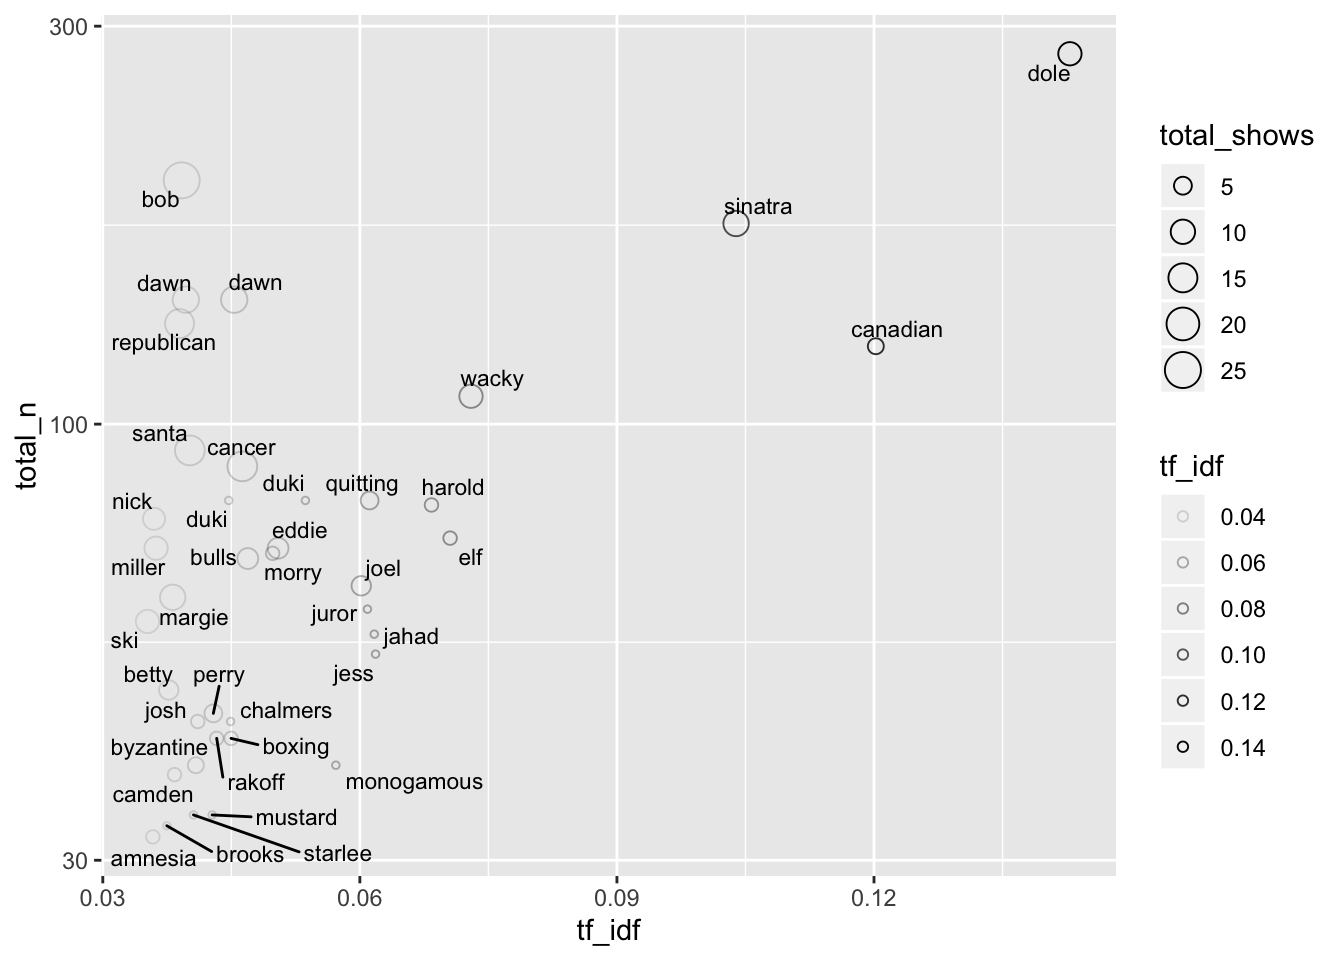 300
dole
bob
sinatra
dawn
dawn
republican
canadian
wacky
100
santa
cancer
duki
quitting
harold
nick
duki
eddie
bulls
elf
miller
morry
joel
juror
margie
jahad
ski
jess
betty
perry
josh
chalmers
byzantine
boxing
rakoff
monogamous
camden
mustard
brooks
starlee
amnesia
30
0.03
0.06
0.09
0.12
tf_idf
total_n
total_shows
5
10
15
20
25
tf_idf
0.04
0.06
0.08
0.10
0.12
0.14